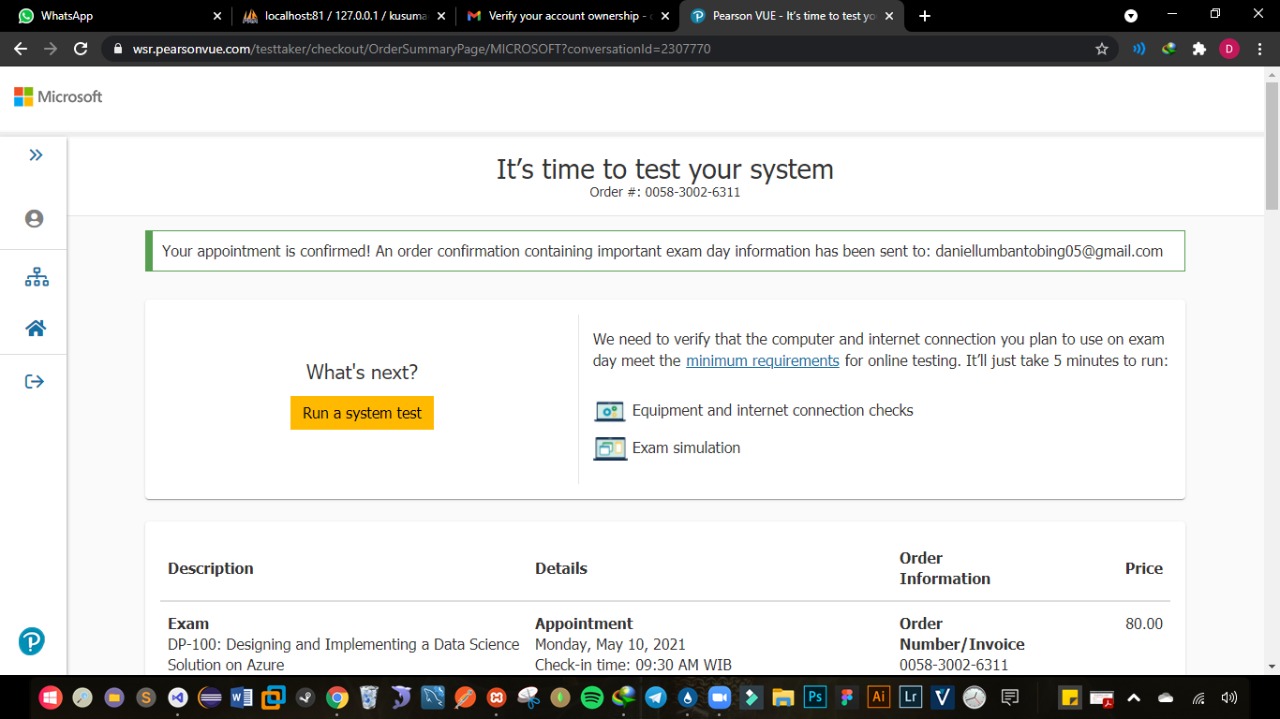 WhatsApp
localhost:81 / 127.0.0.1 / kusuma
Verify your account ownership -
Pearson VUE - It's time to test yo
wsr.pearsonvue.com/testtaker/checkout/OrderSummaryPage/MICROSOFT?conversationId=2307770
D
Microsoft
It's time to test your system
Order #: 0058-3002-6311
Your appointment is confirmed! An order confirmation containing important exam day information has been sent to: daniellumbantobing05@gmail.com
What's next?
Run a system test
We need to verify that the computer and internet connection you plan to use on exam
day meet the minimum requirements for online testing. It'll just take 5 minutes to run:
Equipment and internet connection checks
Exam simulation
Description
Details
Order
Information
Price
Exam
DP-100: Designing and Implementing a Data Science
Solution on Azure
Appointment
Monday, May 10, 2021
Check-in time: 09:30 AM WIB
Order
Number/Invoice
0058-3002-6311
80.00
Ps
Ai
Lr